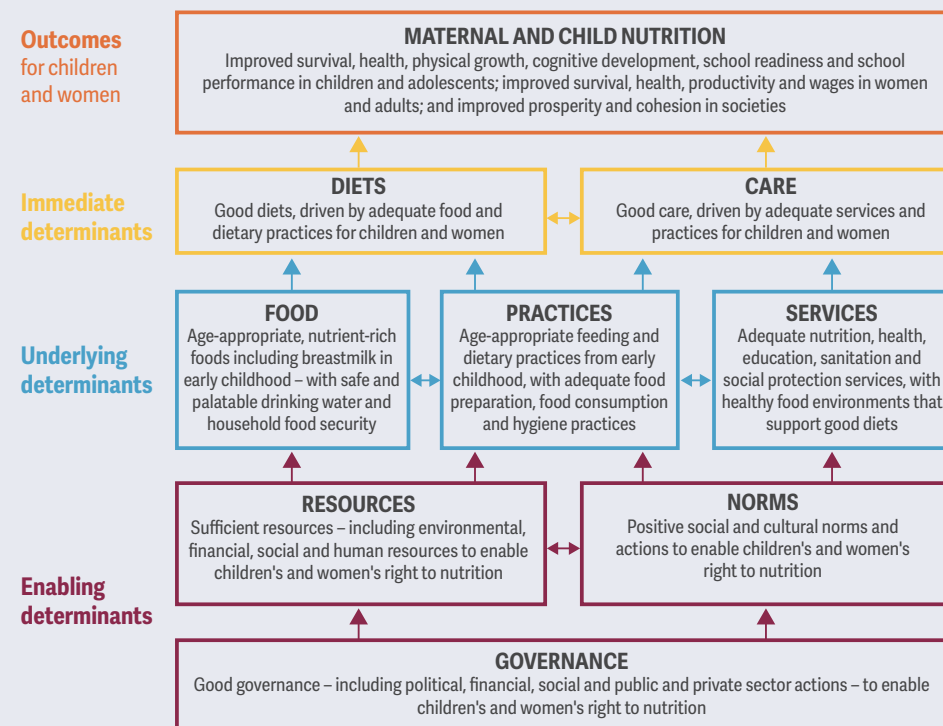 Outcomes
for children
and women
MATERNAL AND CHILD NUTRITION
Improved survival, health, physical growth, cognitive development, school readiness and school
performance in children and adolescents; improved survival, health, productivity and wages in women
and adults; and improved prosperity and cohesion in societies
Immediate
determinants
DIETS
Good diets, driven by adequate food and
dietary practices for children and women
CARE
Good care, driven by adequate services and
practices for children and women
Underlying
determinants
FOOD
Age-appropriate, nutrient-rich
foods including breastmilk in
early childhood – with safe and
palatable drinking water and
household food security
PRACTICES
Age-appropriate feeding and
dietary practices from early
childhood, with adequate food
preparation, food consumption
and hygiene practices
SERVICES
Adequate nutrition, health,
education, sanitation and
social protection services, with
healthy food environments that
support good diets
Enabling
determinants
RESOURCES
Sufficient resources – including environmental,
financial, social and human resources to enable
children's and women's right to nutrition
NORMS
Positive social and cultural norms and
actions to enable children's and women's
right to nutrition
GOVERNANCE
Good governance – including political, financial, social and public and private sector actions – to enable
children's and women's right to nutrition